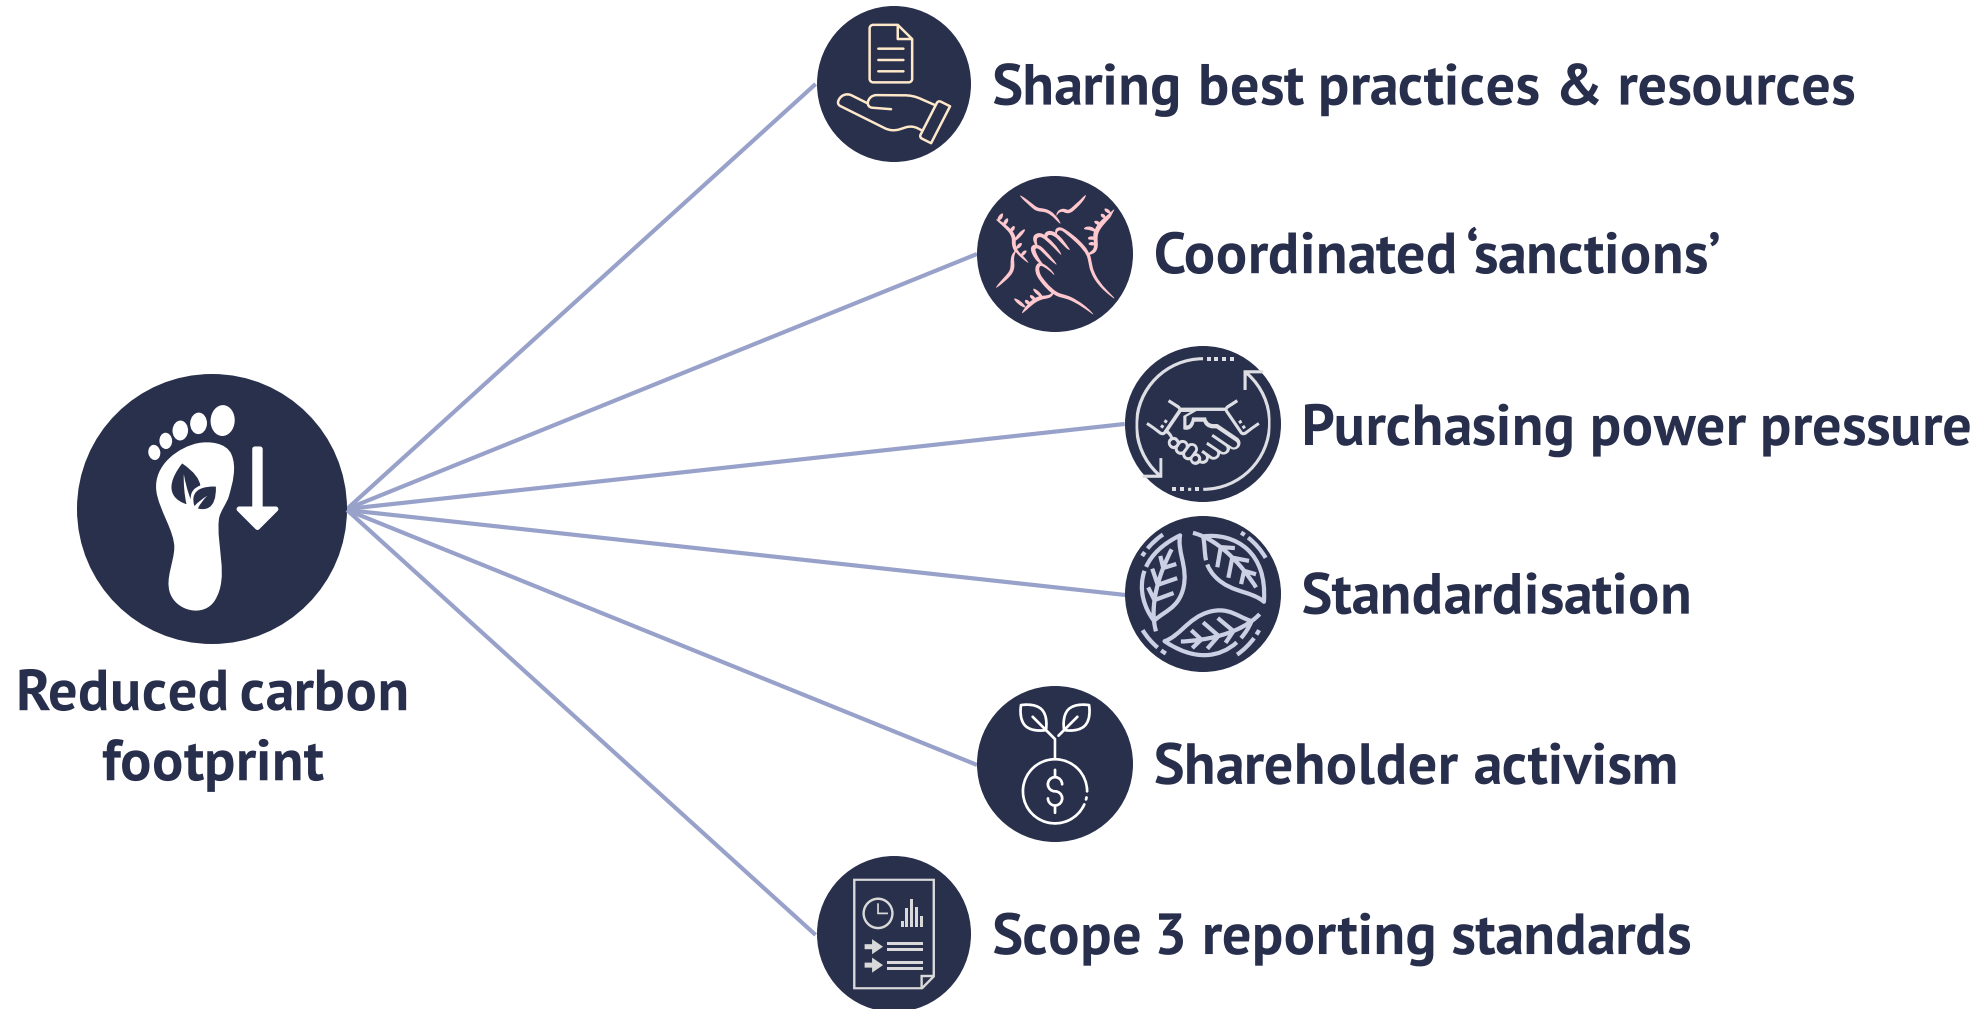 Sharing best practices & resources
Coordinated ‘sanctions’
Purchasing power pressure
Standardisation
Shareholder activism
Scope 3 reporting standards
Reduced carbon
footprint
$